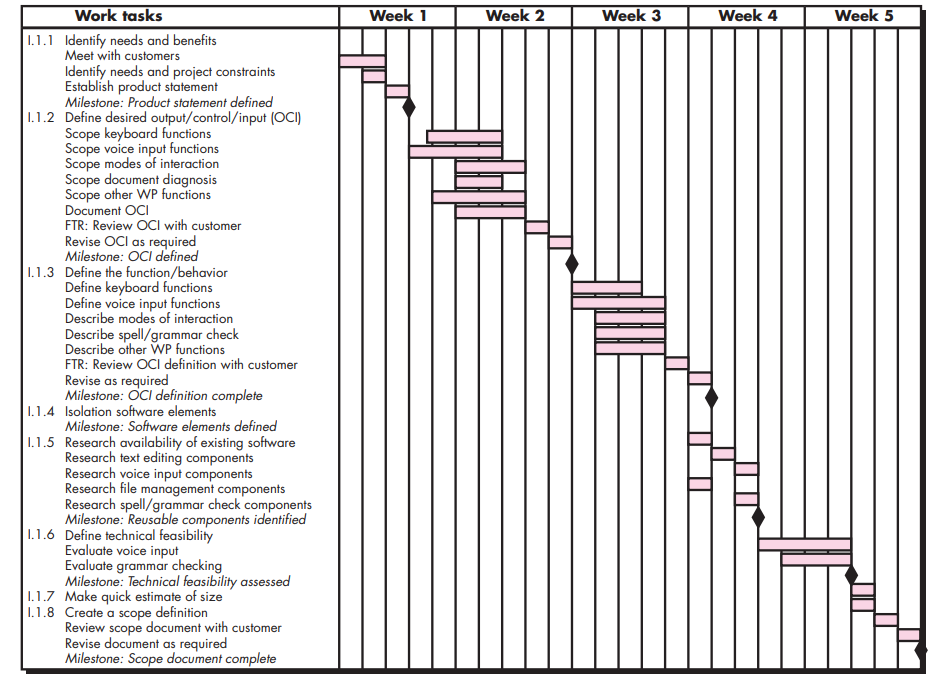 Work tasks Week 1 Week 2 Week 3 Week 4 Week 5
I.1.1 Identify needs and benefits
Meet with customers
Identify needs and project constraints
Establish product statement
Milestone: Product statement defined
I.1.2 Define desired output/control/input (OCI)
Scope keyboard functions
Scope voice input functions
Scope modes of interaction
Scope document diagnosis
Scope other WP functions
Document OCI
FTR: Review OCI with customer
Revise OCI as required
Milestone: OCI defined
I.1.3 Define the function/behavior
Define keyboard functions
Define voice input functions
Describe modes of interaction
Describe spell/grammar check
Describe other WP functions
FTR: Review OCI definition with customer
Revise as required
Milestone: OCI definition complete
I.1.4 Isolation software elements
Milestone: Software elements defined
I.1.5 Research availability of existing software
Research text editing components
Research voice input components
Research file management components
Research spell/grammar check components
Milestone: Reusable components identified
I.1.6 Define technical feasibility
Evaluate voice input
Evaluate grammar checking
Milestone: Technical feasibility assessed
I.1.7 Make quick estimate of size
I.1.8 Create a scope definition
Review scope document with customer
Revise document as required
Milestone: Scope document complete